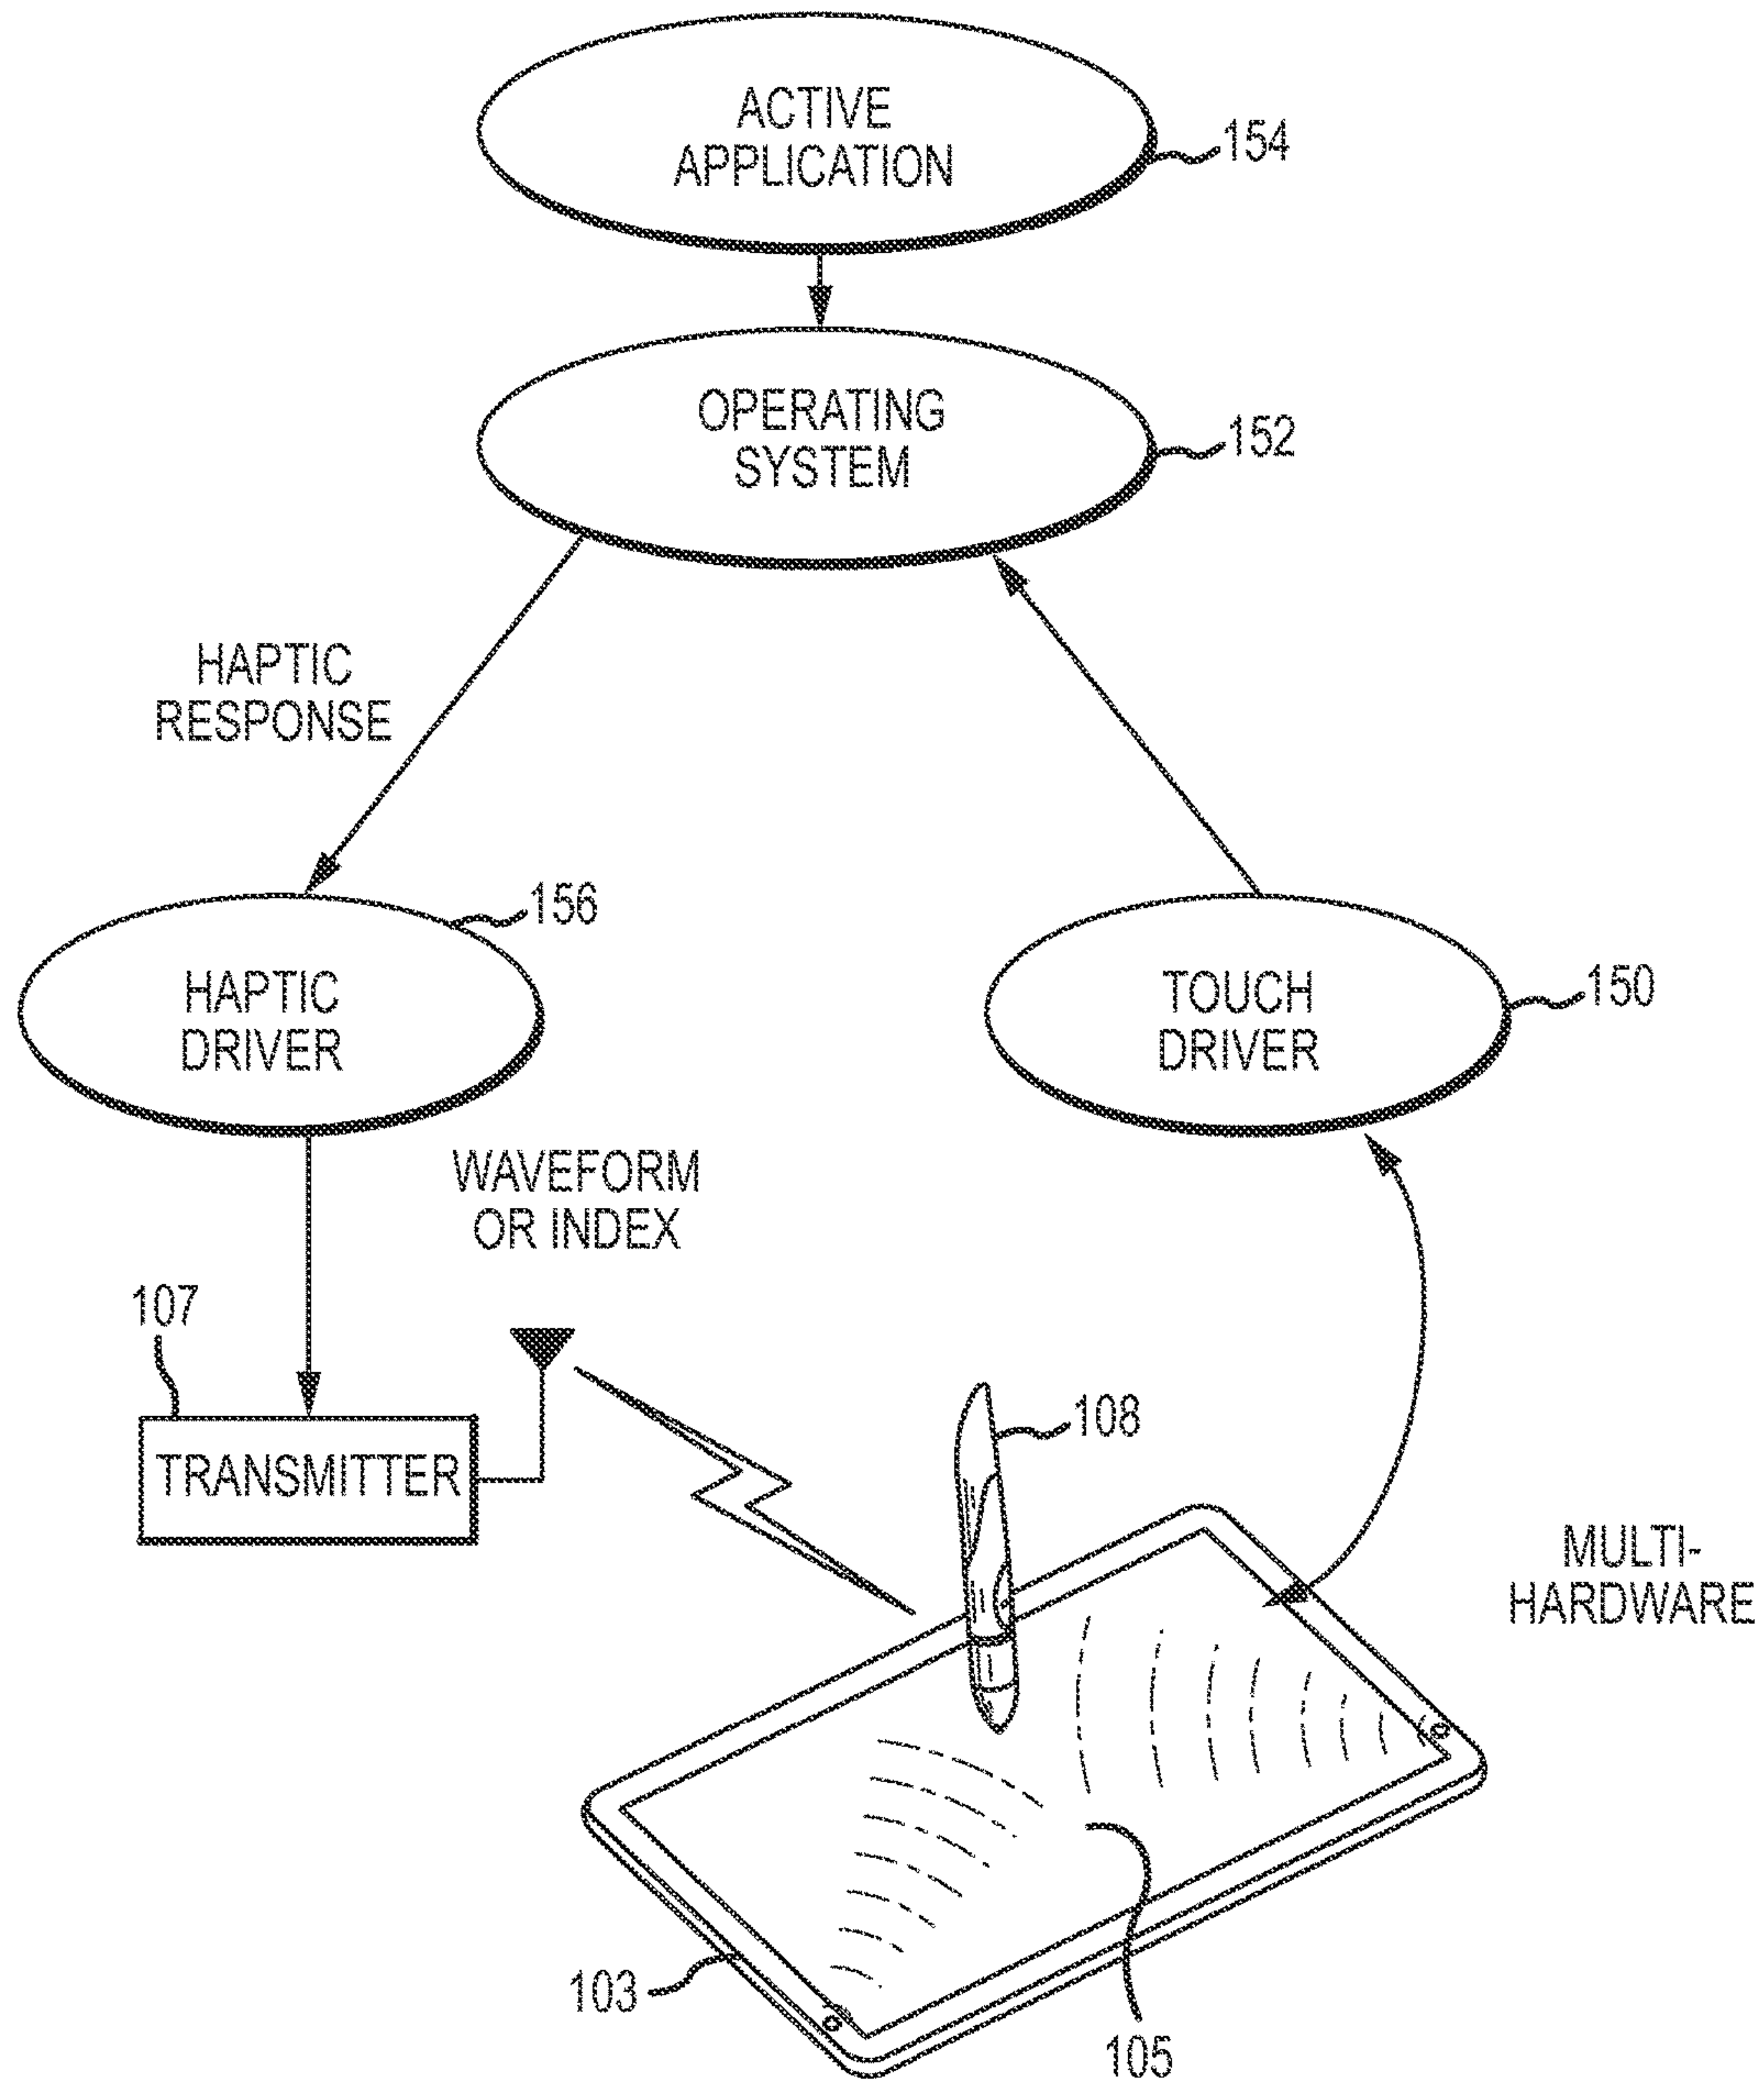 ACTIVE
APPLICATION
154
OPERATING
SYSTEM
152
HAPTIC
RESPONSE
156
HAPTIC
DRIVER
TOUCH
DRIVER
150
WAVEFORM
OR INDEX
107
TRANSMITTER
108
MULTI-
HARDWARE
103
105